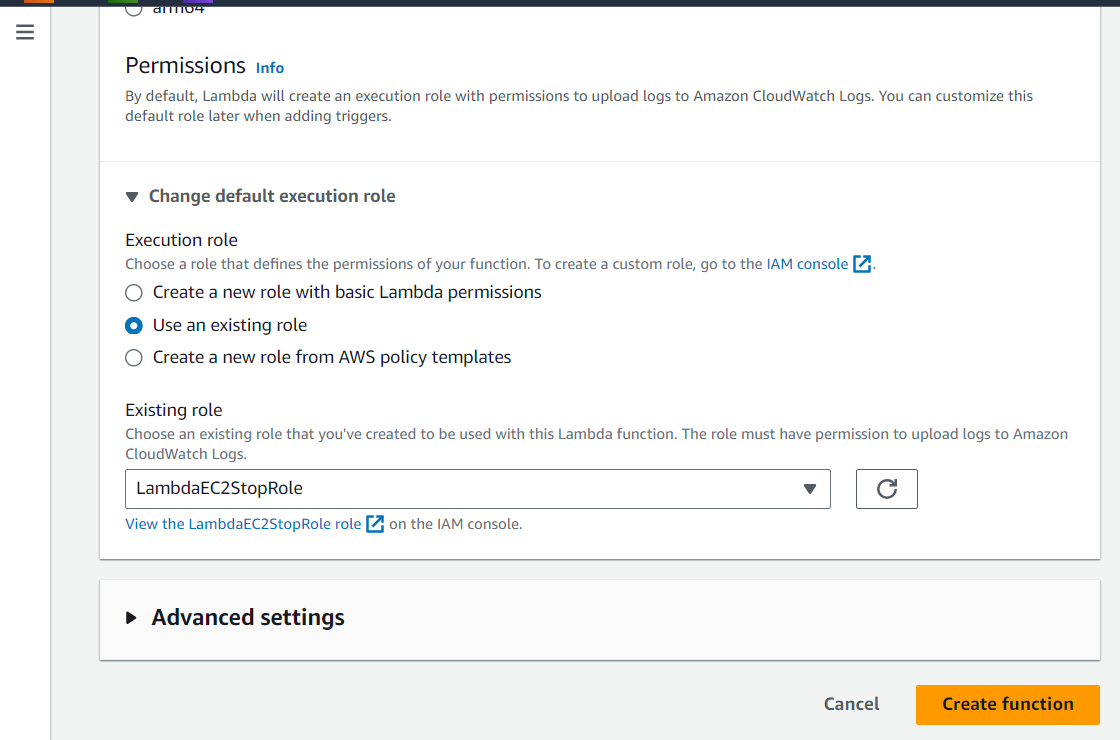 arm64
Permissions Info
By default, Lambda will create an execution role with permissions to upload logs to Amazon CloudWatch Logs. You can customize this
default role later when adding triggers.
Change default execution role
Execution role
Choose a role that defines the permissions of your function. To create a custom role, go to the IAM console.
Create a new role with basic Lambda permissions
Use an existing role
Create a new role from AWS policy templates
Existing role
Choose an existing role that you've created to be used with this Lambda function. The role must have permission to upload logs to Amazon
CloudWatch Logs.
LambdaEC2StopRole
View the LambdaEC2StopRole role on the IAM console.
Advanced settings
Cancel Create function